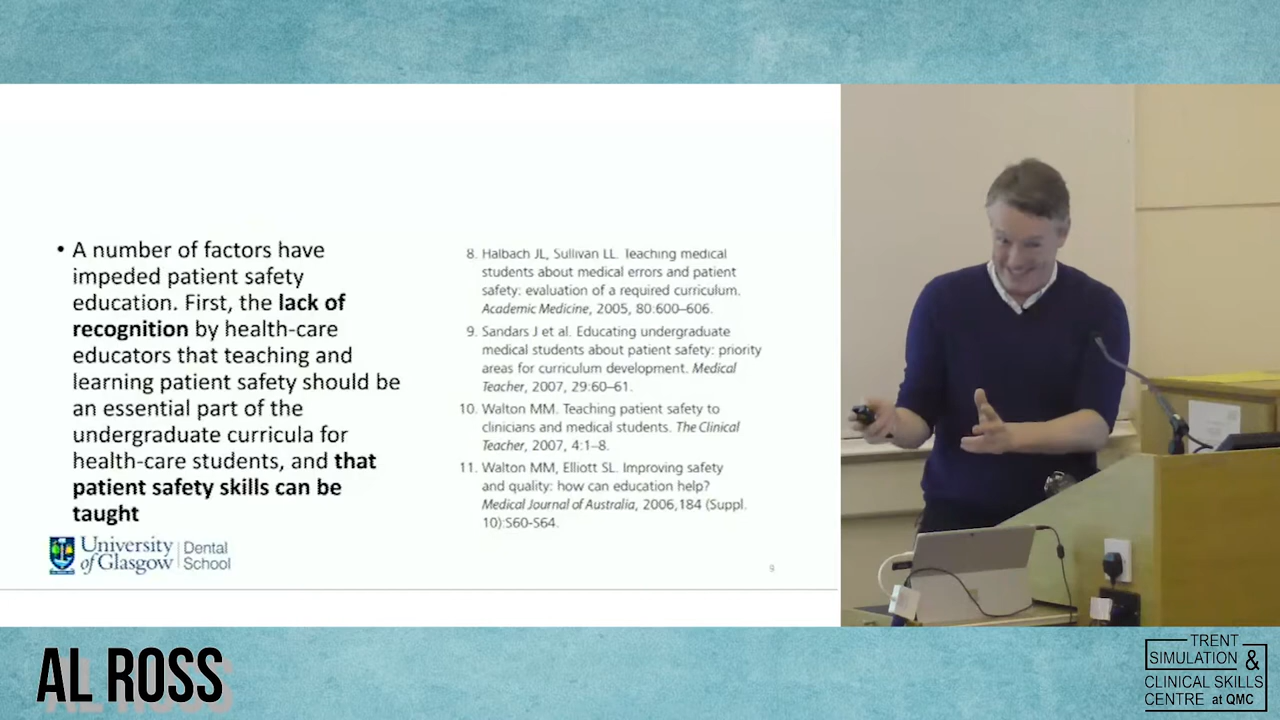 • A number of factors have
impeded patient safety
education. First, the lack of
recognition by health-care
educators that teaching and
learning patient safety should be
an essential part of the
undergraduate curricula for
health-care students, and that
patient safety skills can be
taught
8. Halbach JL, Sullivan LL. Teaching medical
students about medical errors and patient
safety: evaluation of a required curriculum.
Academic Medicine, 2005, 80:600–606.
9. Sandars J et al. Educating undergraduate
medical students about patient safety: priority
areas for curriculum development. Medical
Teacher, 2007, 29:60–61.
10. Walton MM. Teaching patient safety to
clinicians and medical students. The Clinical
Teacher, 2007, 4:1–8.
11. Walton MM, Elliott SL. Improving safety
and quality: how can education help?
Medical Journal of Australia, 2006,184 (Suppl.
10):S60-S64.
University
of Glasgow
Dental
School
9
AL ROSS
TRENT
SIMULATION &
CLINICAL SKILLS
CENTRE at QMC